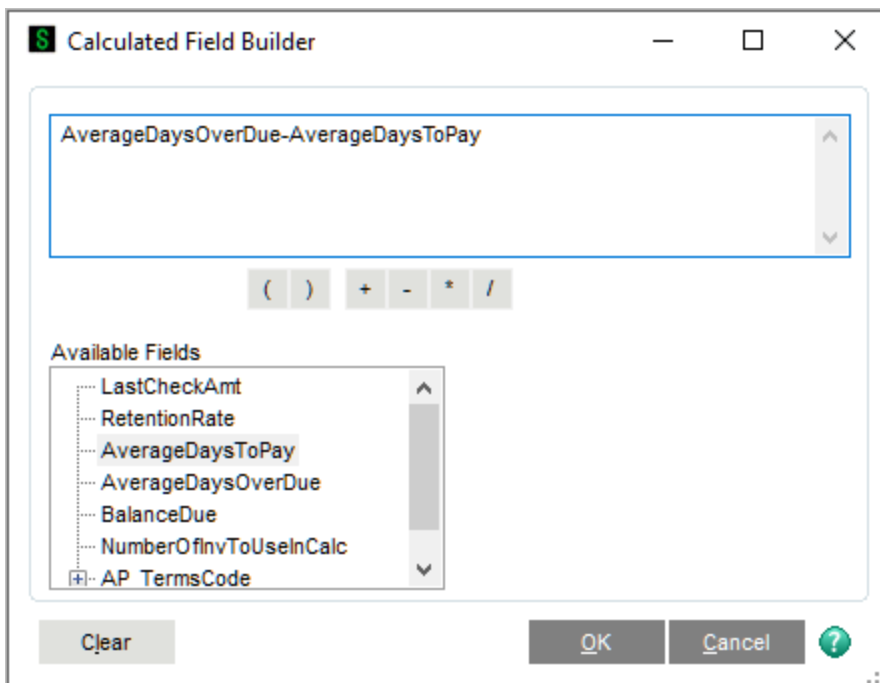 S Calculated Field Builder
AverageDaysOverDue-AverageDaysToPay
( ) + - * /
Available Fields
LastCheckAmt
RetentionRate
AverageDaysToPay
AverageDaysOverDue
BalanceDue
NumberOfInvToUseInCalc
AP_TermsCode
Clear OK Cancel ?